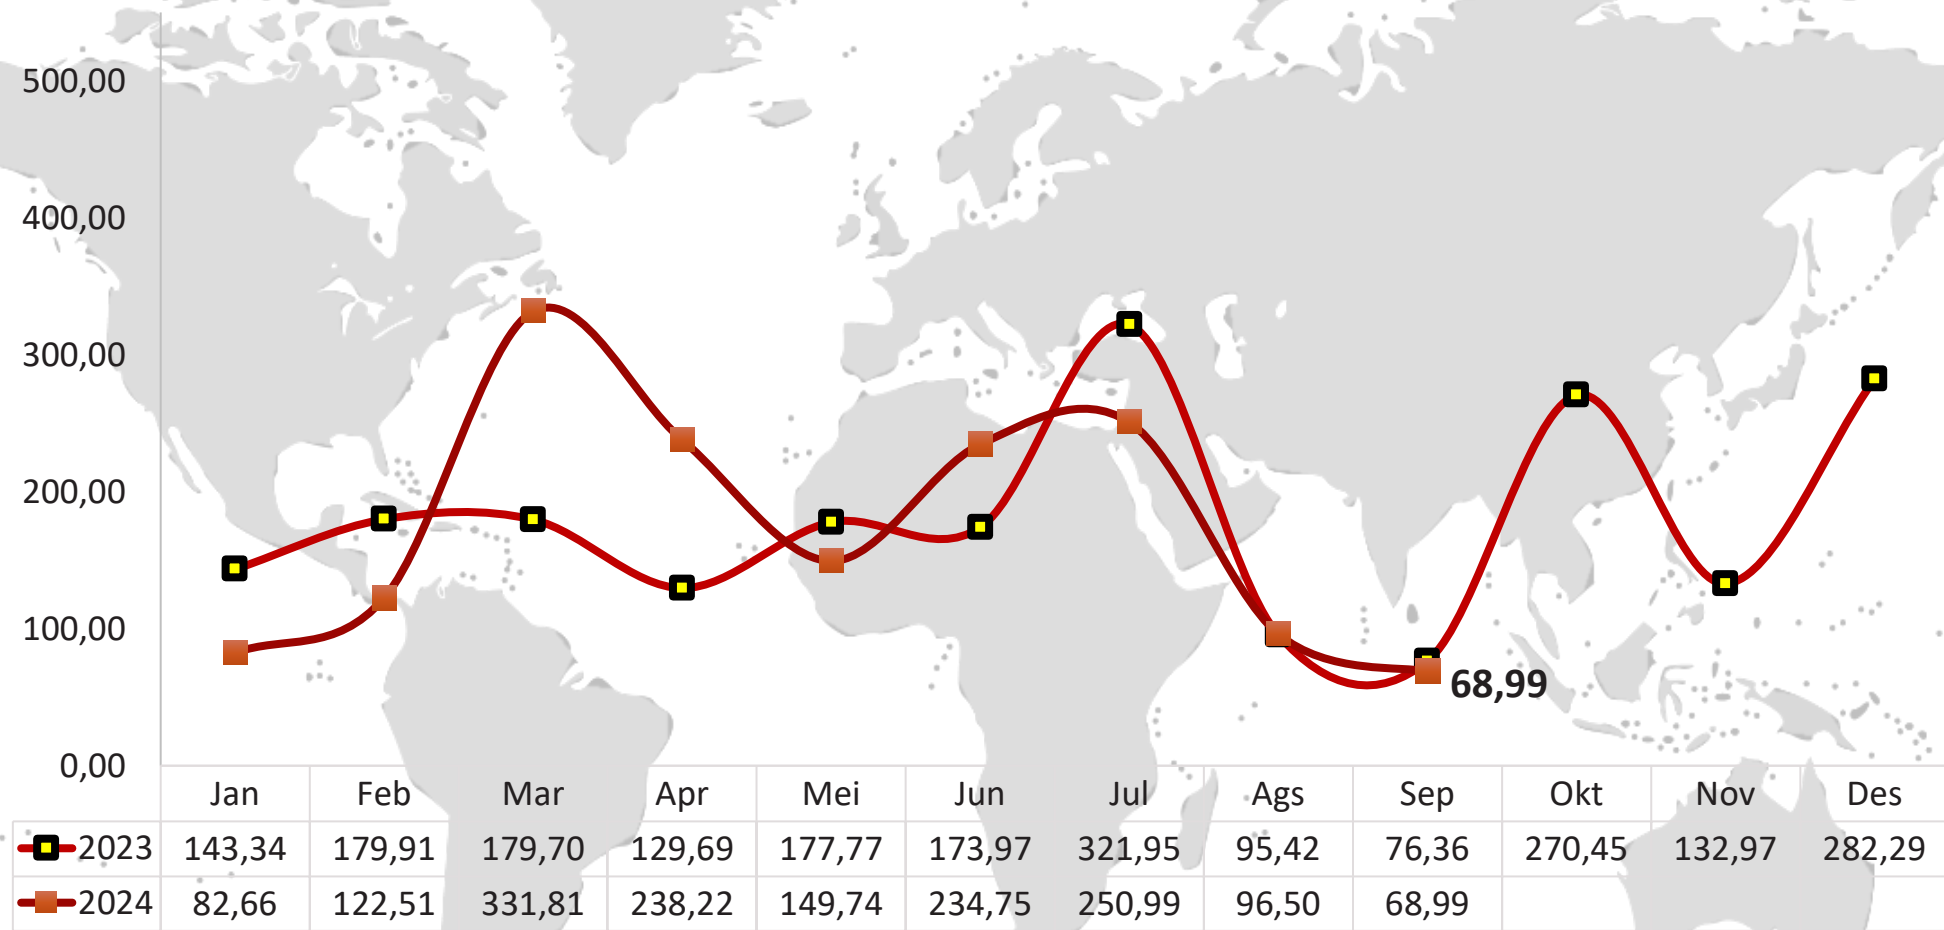 500,00
400,00
300,00
200,00
100,00
0,00
68,99
Jan Feb Mar Apr Mei Jun Jul Ags Sep Okt Nov Des
2023 143,34 179,91 179,70 129,69 177,77 173,97 321,95 95,42 76,36 270,45 132,97 282,29
2024 82,66 122,51 331,81 238,22 149,74 234,75 250,99 96,50 68,99